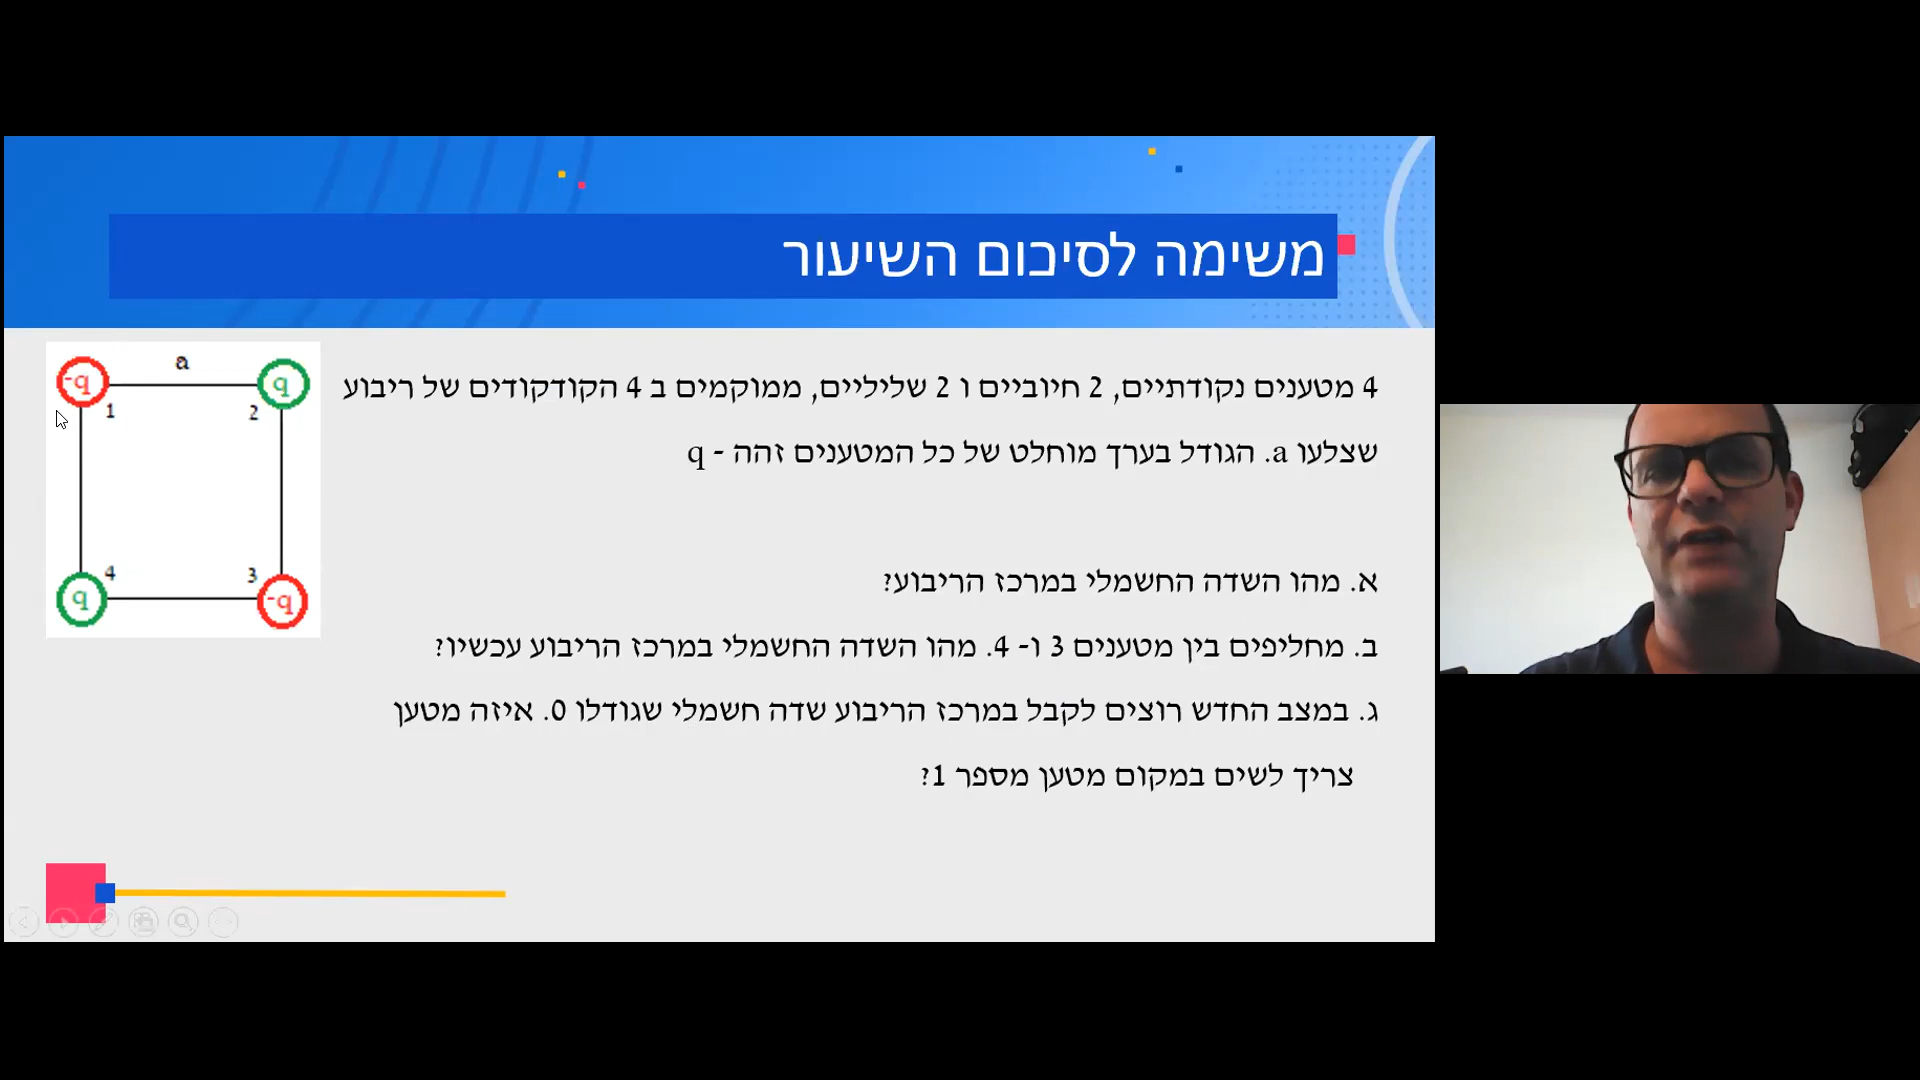 משימה לסיכום השיעור
4 מטענים נקודתיים, 2 חיוביים ו 2 שליליים, ממוקמים ב 4 הקודקודים של ריבוע
שצלעו a. הגודל בערך מוחלט של כל המטענים זהה - q
א. מהו השדה החשמלי במרכז הריבוע?
ב. מחליפים בין מטענים 3 ו- 4. מהו השדה החשמלי במרכז הריבוע עכשיו?
ג. במצב החדש רוצים לקבל במרכז הריבוע שדה חשמלי שגודלו 0. איזה מטען
צריך לשים במקום מטען מספר 1?
a
-q
q
1
2
4
3
q
-q